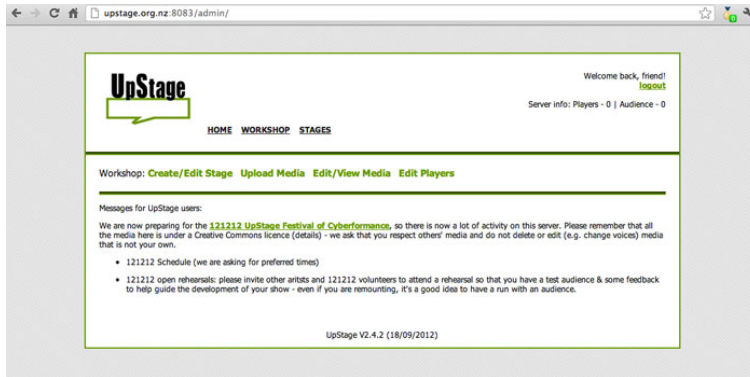 upstage.org.nz:8083/admin/
UpStage
Welcome back, friend!
logout
Server info: Players - 0 | Audience - 0
HOME WORKSHOP STAGES
Workshop: Create/Edit Stage Upload Media Edit/View Media Edit Players
Messages for UpStage users:
We are now preparing for the 121212 UpStage Festival of Cyberformance, so there is now a lot of activity on this server. Please remember that all
the media here is under a Creative Commons licence (details) - we ask that you respect others' media and do not delete or edit (e.g. change voices) media
that is not your own.
• 121212 Schedule (we are asking for preferred times)
• 121212 open rehearsals: please invite other aritsts and 121212 volunteers to attend a rehearsal so that you have a test audience & some feedback
to help guide the development of your show - even if you are remounting, it's a good idea to have a run with an audience.
UpStage V2.4.2 (18/09/2012)